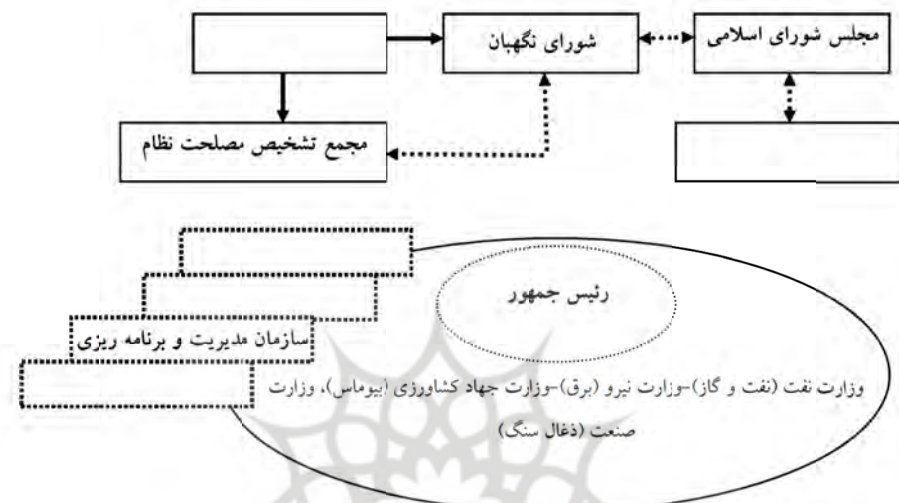 مجلس شورای اسلامی
شورای نگهبان
مجمع تشخیص مصلحت نظام
رئیس جمهور
سازمان مدیریت و برنامه ریزی
وزارت نفت (نفت و گاز)-وزارت نیرو (برق)-وزارت جهاد کشاورزی (بیوماس)، وزارت
صنعت (ذغال سنگ)